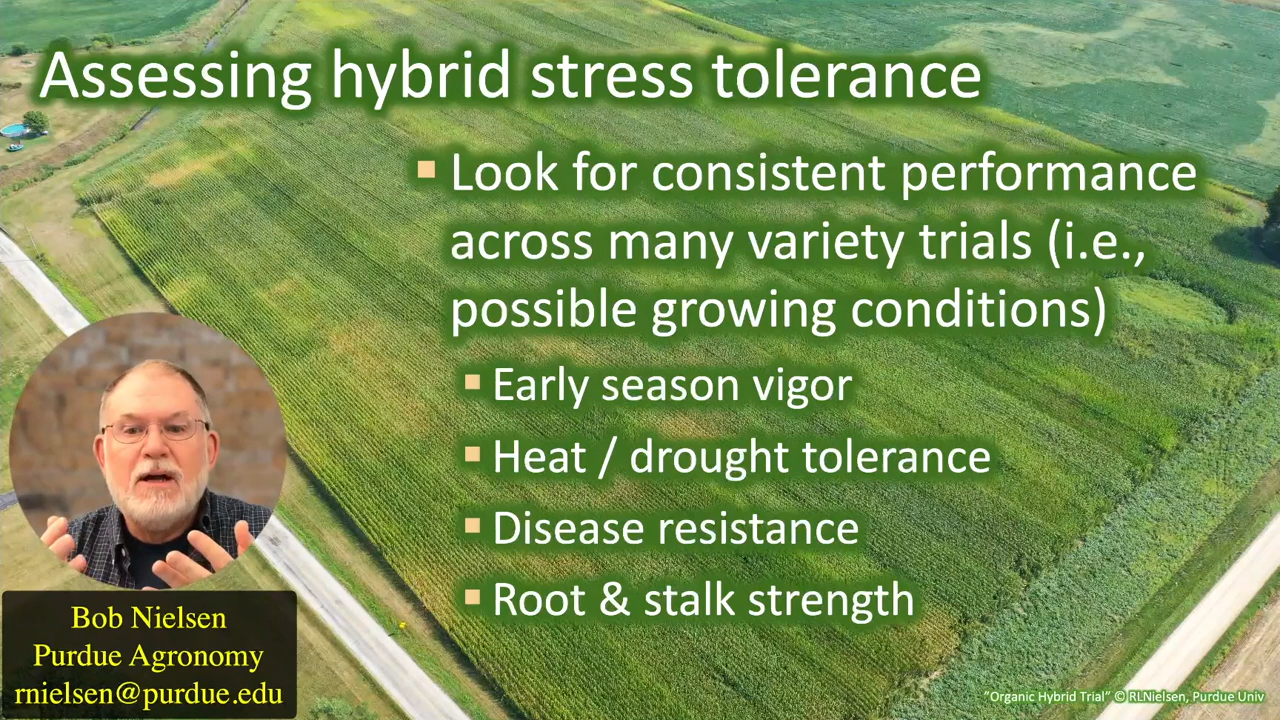 Assessing hybrid stress tolerance
▪ Look for consistent performance
across many variety trials (i.e.,
possible growing conditions)
▪ Early season vigor
▪ Heat / drought tolerance
▪ Disease resistance
▪ Root & stalk strength
Bob Nielsen
Purdue Agronomy
rnielsen@purdue.edu
"Organic Hybrid Trial" © RLNielsen, Purdue Univ